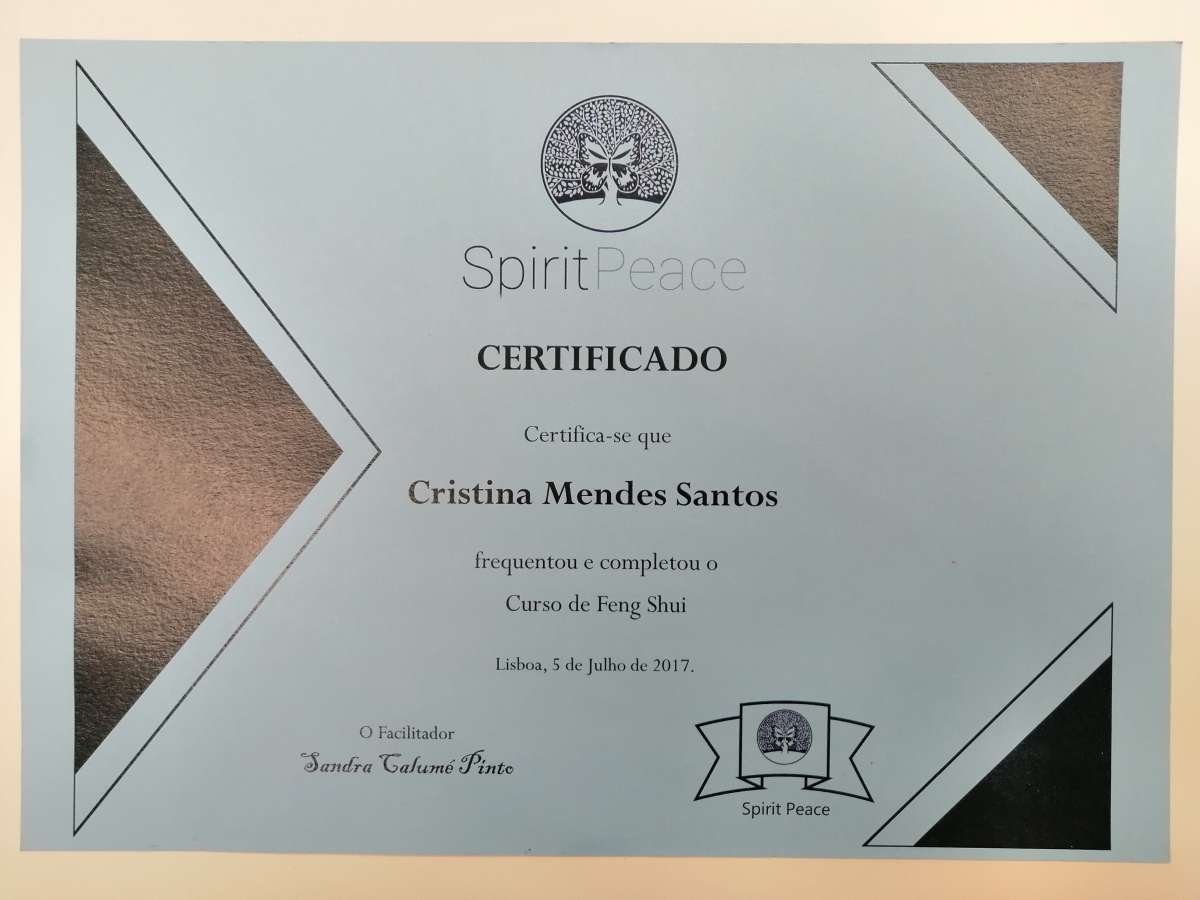 SpiritPeace
CERTIFICADO
Certifica-se que
Cristina Mendes Santos
frequentou e completou o
Curso de Feng Shui
Lisboa, 5 de Julho de 2017.
O Facilitador
Sandra Calumé Pinto
Spirit Peace